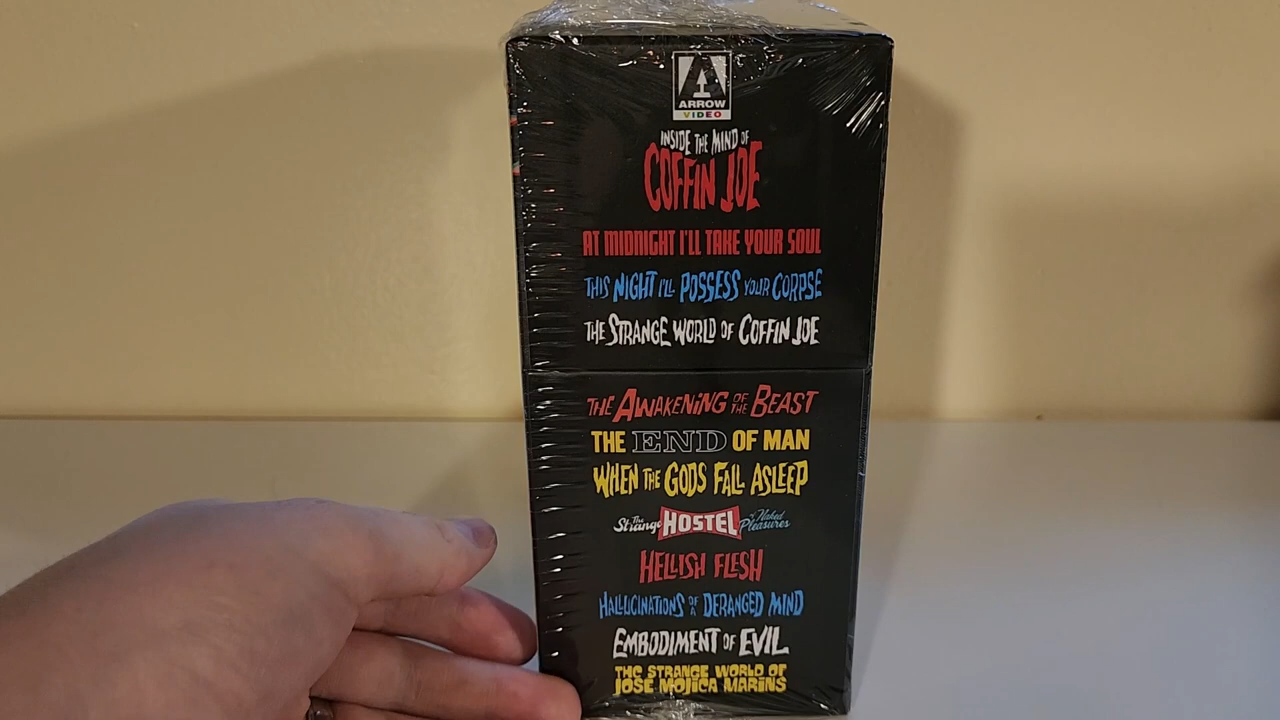 A
ARROW
VIDEO
INSIDE THE MIND OF
COFFIN JOE
AT MIDNIGHT I'LL TAKE YOUR SOUL
THIS NIGHT I'LL POSSESS YOUR CORPSE
THE STRANGE WORLD OF COFFIN JOE
THE AWAKENING OF THE BEAST
THE END OF MAN
WHEN THE GODS FALL ASLEEP
The Strange HOSTEL of Naked Pleasures
HELLISH FLESH
HALLUCINATIONS OF A DERANGED MIND
EMBODIMENT OF EVIL
THE STRANGE WORLD OF
JOSÉ MOJICA MARINS